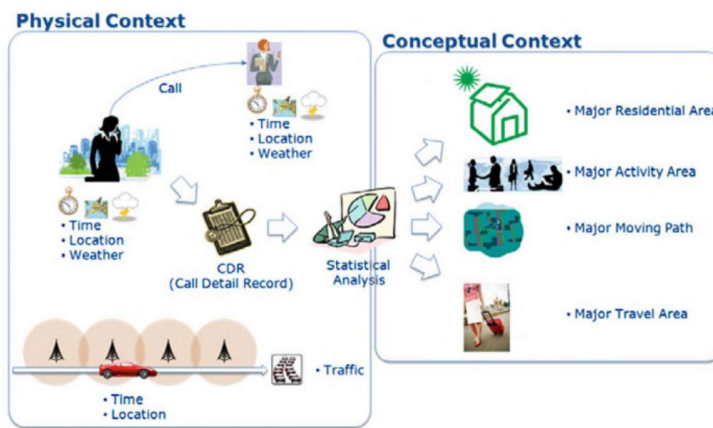 Physical Context
Conceptual Context
Call
• Time
• Location
• Weather
• Time
• Location
• Weather
CDR
(Call Detail Record)
Statistical
Analysis
• Major Residential Area
• Major Activity Area
• Major Moving Path
• Major Travel Area
• Traffic
• Time
• Location